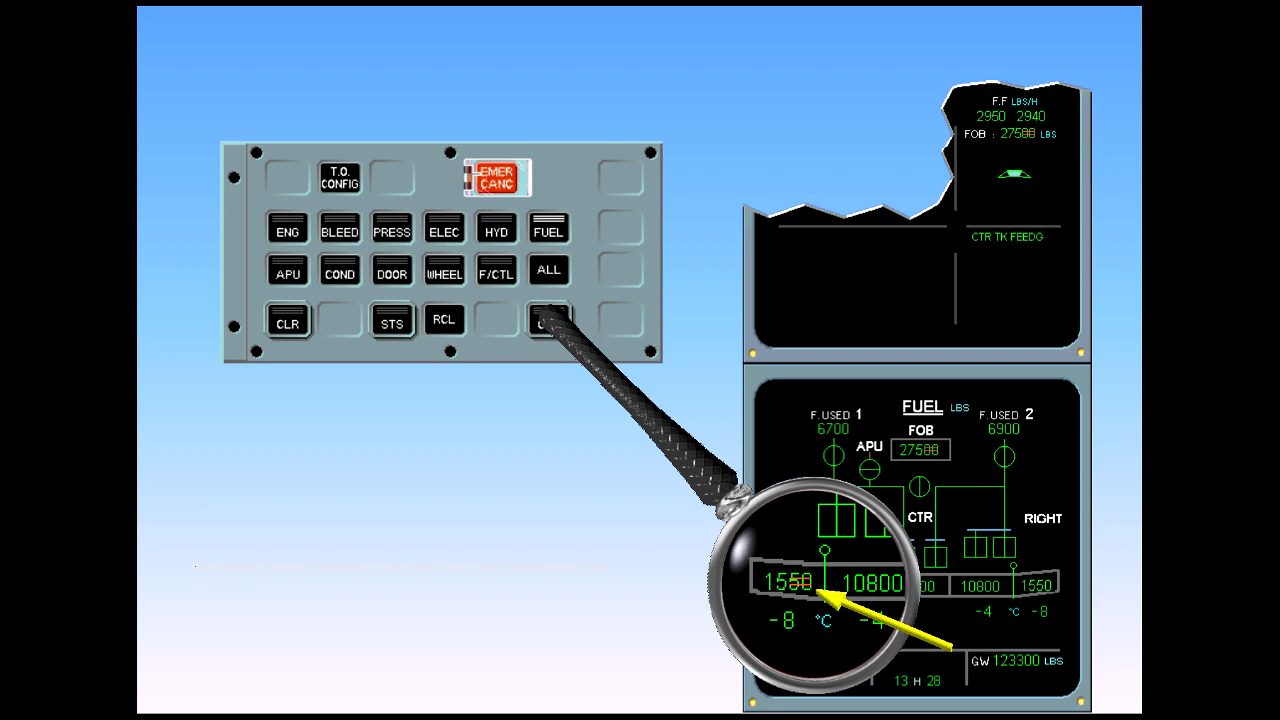 T.O. CONFIG
EMER CANC
ENG BLEED PRESS ELEC HYD FUEL
APU COND DOOR WHEEL F/CTL ALL
CLR STS RCL
F.F LBS/H
2950 2940
FOB : 27500 LBS
CTR TK FEEDG
F.USED 1 FUEL LBS F.USED 2
6700 FOB 6900
APU 27500
CTR RIGHT
1550 10800 00 10800 1550
-8 °C -4 -4 °C -8
GW 123300 LBS
13 H 28